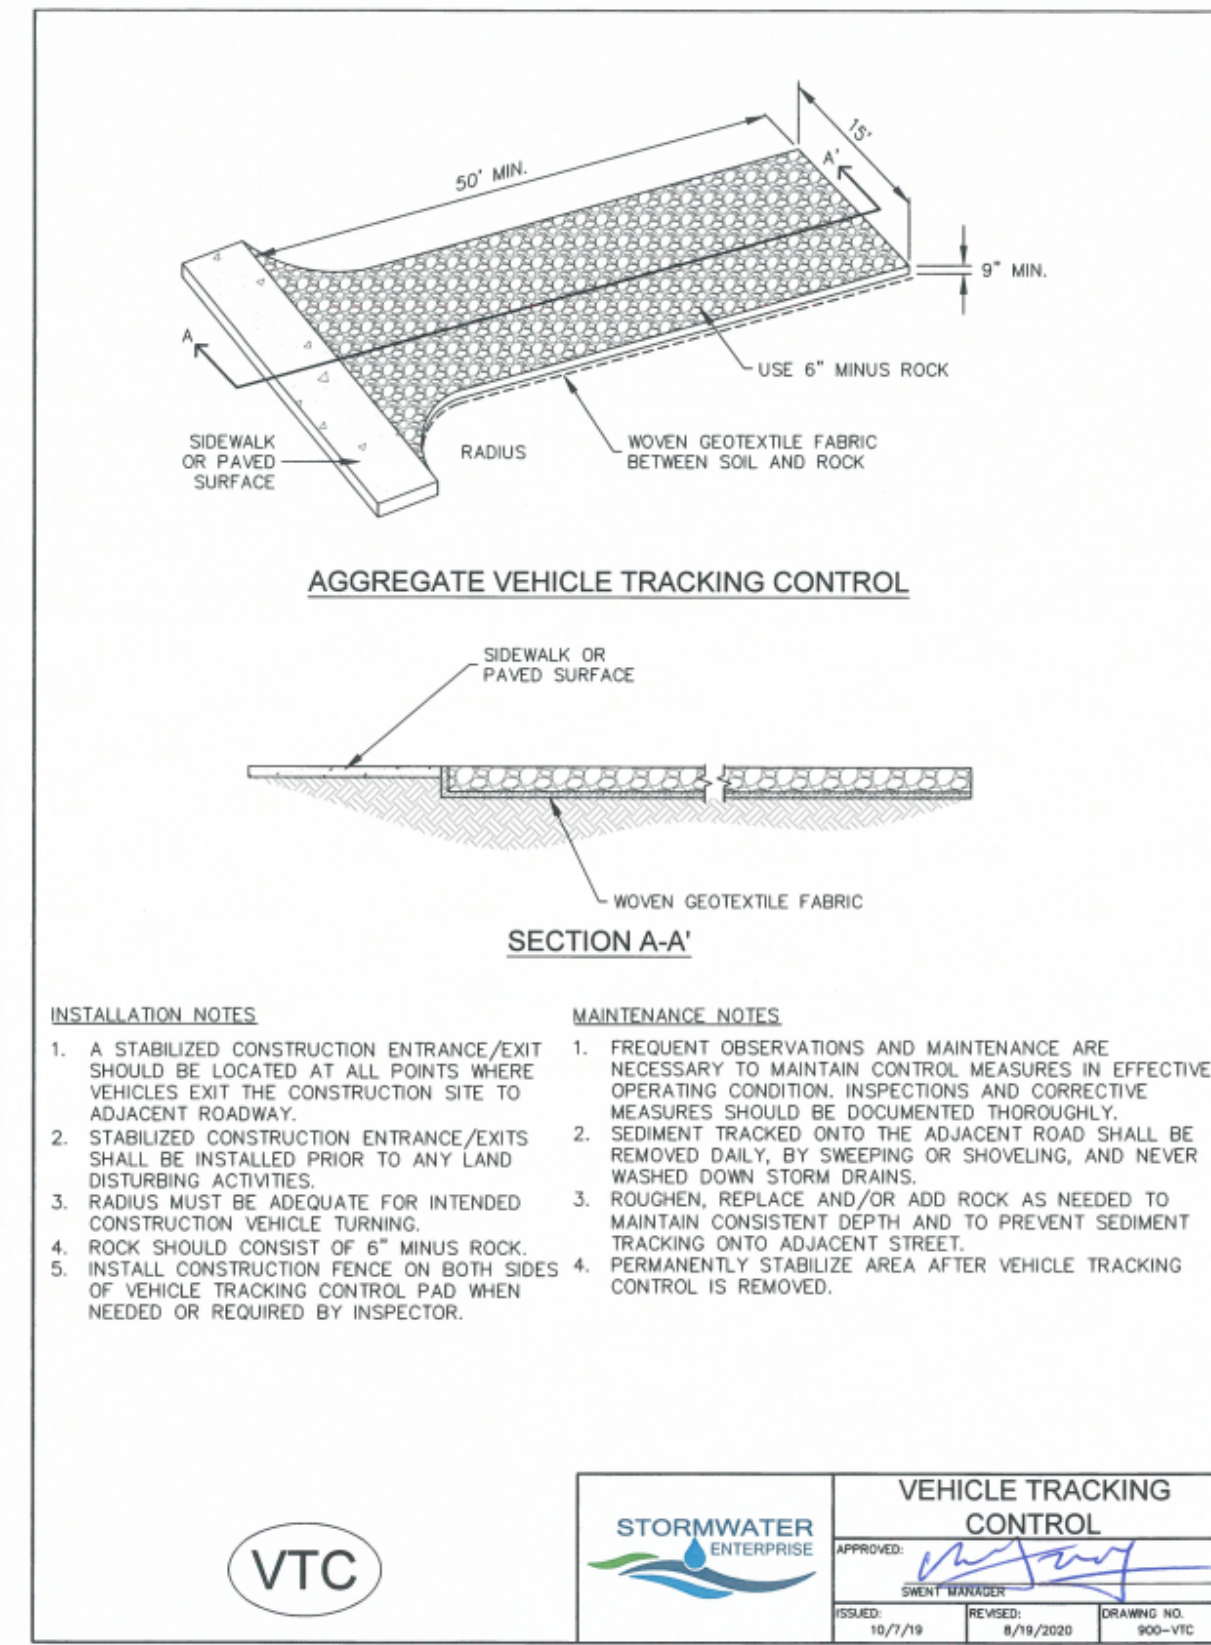 50' MIN.
15'
A'
9" MIN.
A
USE 6" MINUS ROCK
SIDEWALK
OR PAVED
SURFACE
RADIUS
WOVEN GEOTEXTILE FABRIC
BETWEEN SOIL AND ROCK
AGGREGATE VEHICLE TRACKING CONTROL
SIDEWALK OR
PAVED SURFACE
WOVEN GEOTEXTILE FABRIC
SECTION A-A'
INSTALLATION NOTES
1. A STABILIZED CONSTRUCTION ENTRANCE/EXIT
SHOULD BE LOCATED AT ALL POINTS WHERE
VEHICLES EXIT THE CONSTRUCTION SITE TO
ADJACENT ROADWAY.
2. STABILIZED CONSTRUCTION ENTRANCE/EXITS
SHALL BE INSTALLED PRIOR TO ANY LAND
DISTURBING ACTIVITIES.
3. RADIUS MUST BE ADEQUATE FOR INTENDED
CONSTRUCTION VEHICLE TURNING.
4. ROCK SHOULD CONSIST OF 6" MINUS ROCK.
5. INSTALL CONSTRUCTION FENCE ON BOTH SIDES
OF VEHICLE TRACKING CONTROL PAD WHEN
NEEDED OR REQUIRED BY INSPECTOR.
MAINTENANCE NOTES
1. FREQUENT OBSERVATIONS AND MAINTENANCE ARE
NECESSARY TO MAINTAIN CONTROL MEASURES IN EFFECTIVE
OPERATING CONDITION. INSPECTIONS AND CORRECTIVE
MEASURES SHOULD BE DOCUMENTED THOROUGHLY.
2. SEDIMENT TRACKED ONTO THE ADJACENT ROAD SHALL BE
REMOVED DAILY, BY SWEEPING OR SHOVELING, AND NEVER
WASHED DOWN STORM DRAINS.
3. ROUGHEN, REPLACE AND/OR ADD ROCK AS NEEDED TO
MAINTAIN CONSISTENT DEPTH AND TO PREVENT SEDIMENT
TRACKING ONTO ADJACENT STREET.
4. PERMANENTLY STABILIZE AREA AFTER VEHICLE TRACKING
CONTROL IS REMOVED.
VTC
STORMWATER
ENTERPRISE
VEHICLE TRACKING
CONTROL
APPROVED:
SWENT MANAGER
ISSUED:
10/7/19
REVISED:
8/19/2020
DRAWING NO.
900-VTC